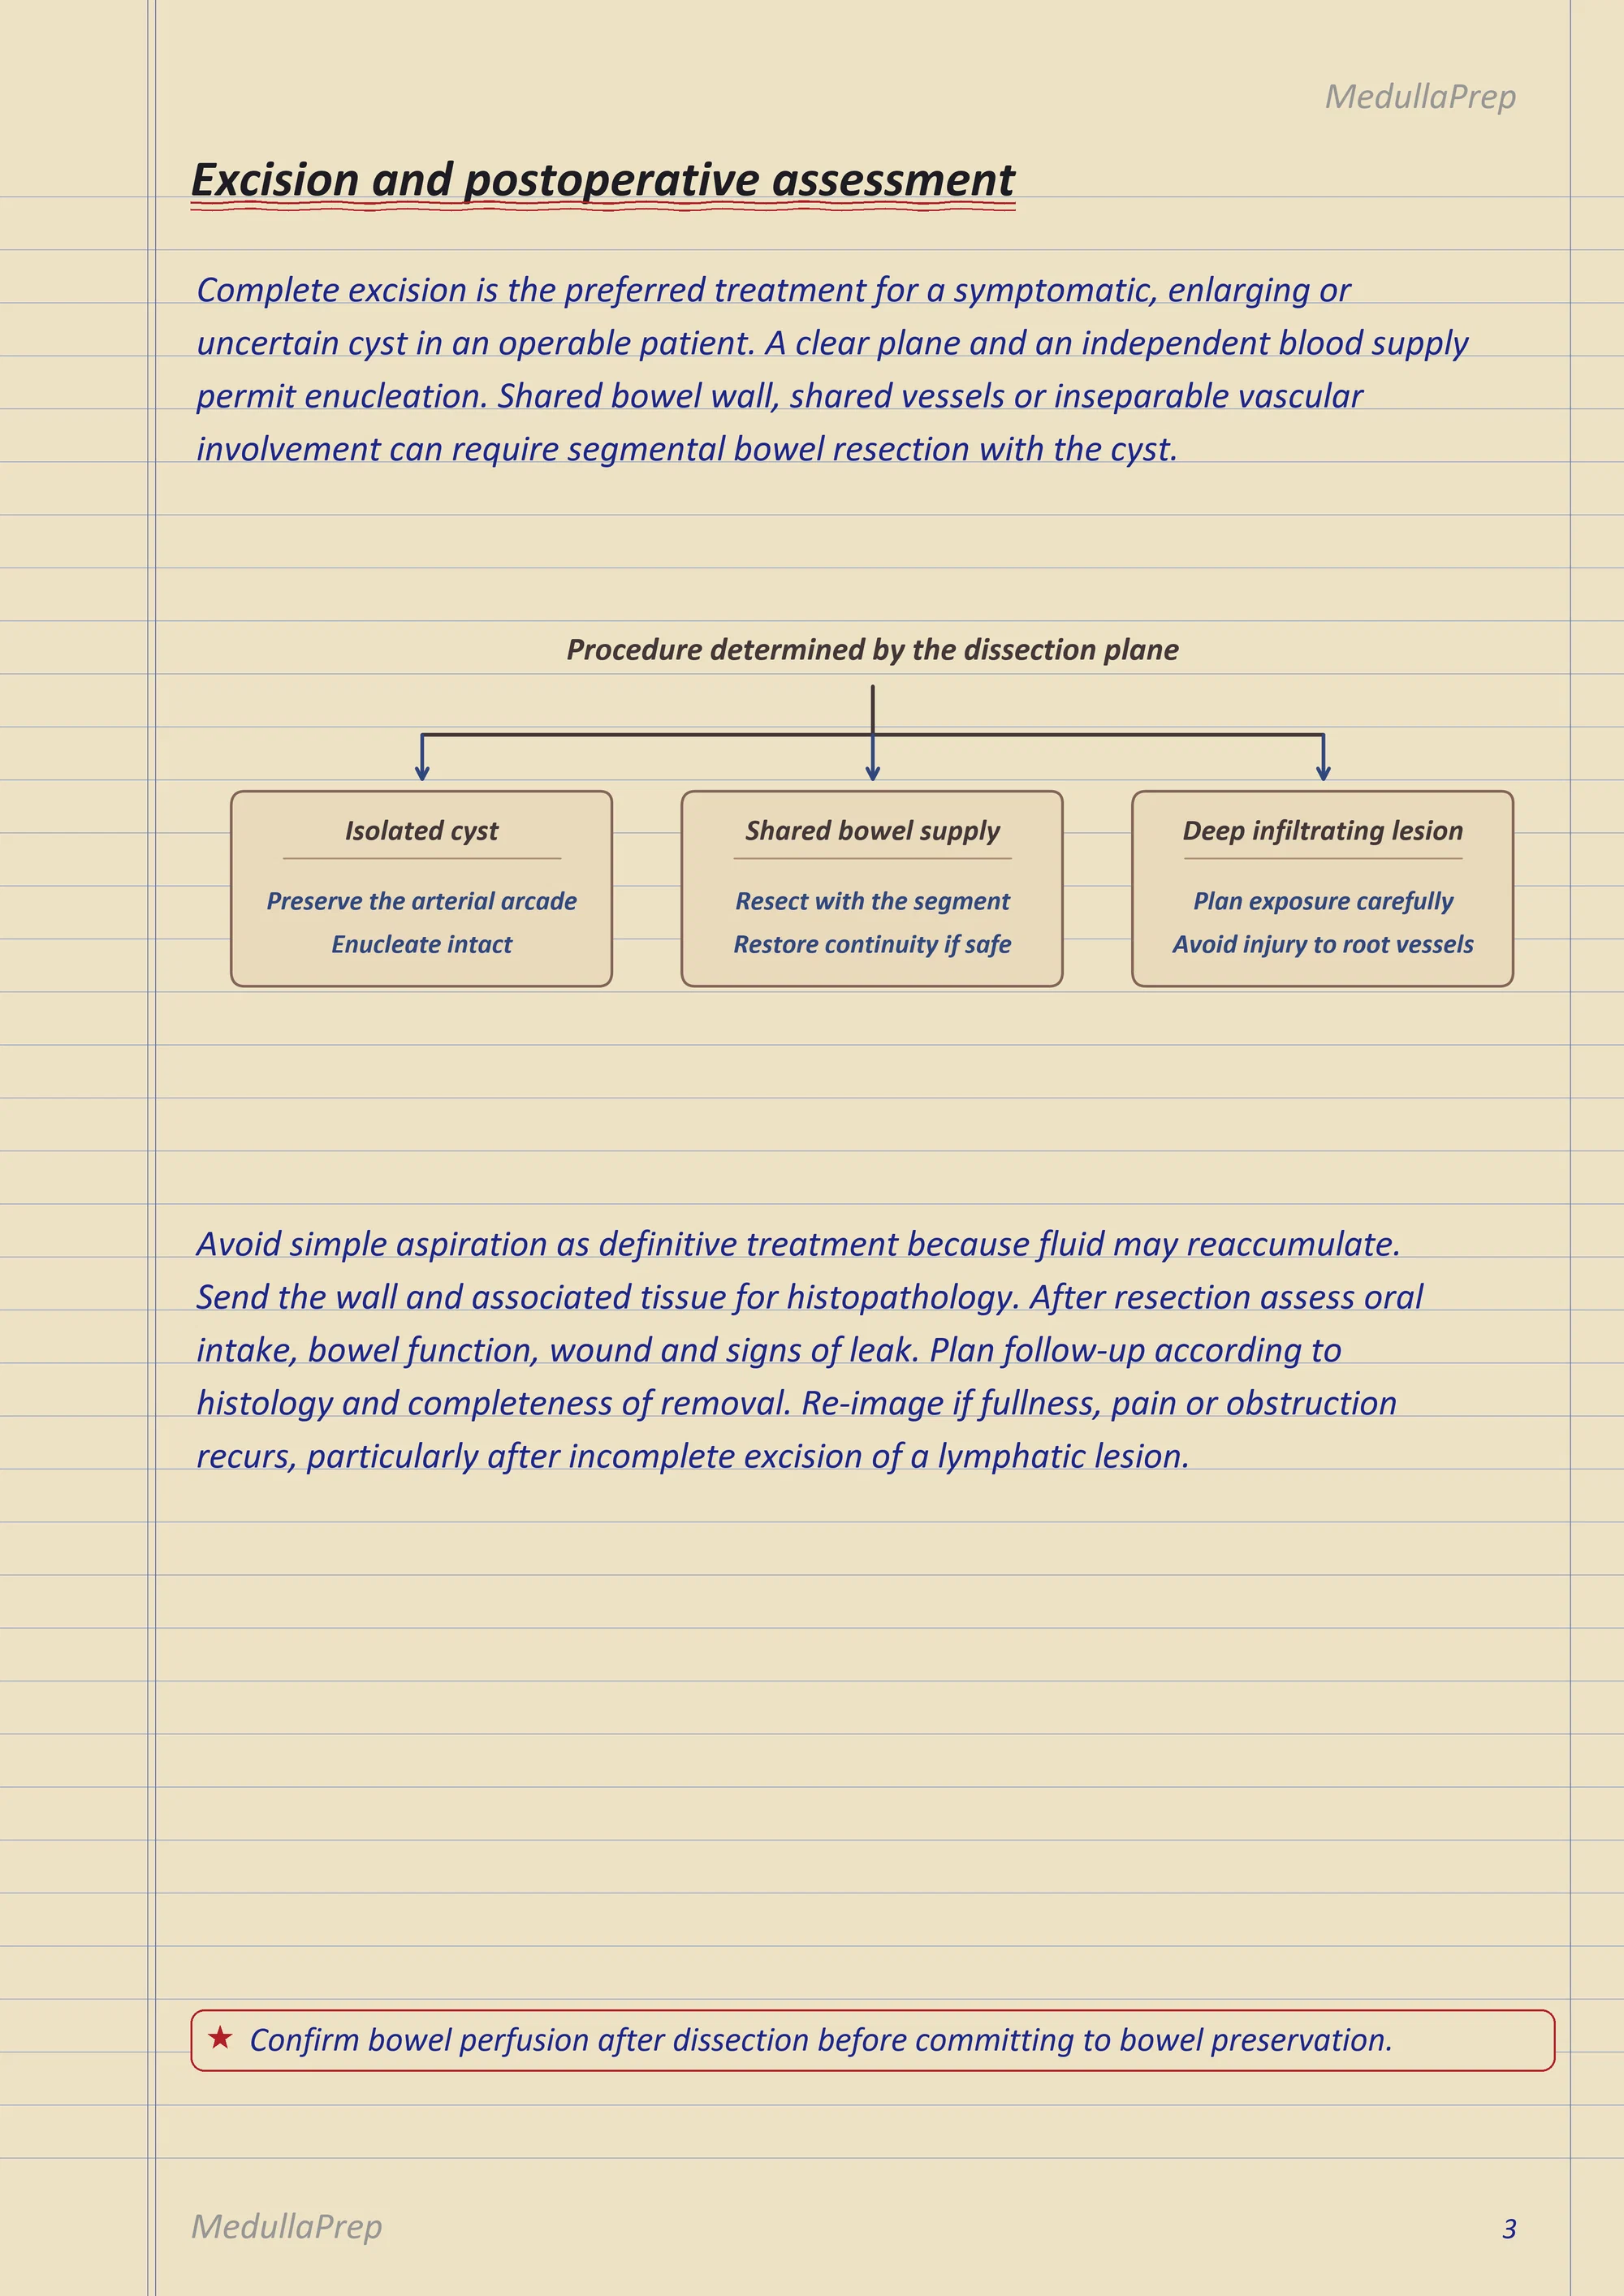 MedullaPrep
Excision and postoperative assessment
Complete excision is the preferred treatment for a symptomatic, enlarging or
uncertain cyst in an operable patient. A clear plane and an independent blood supply
permit enucleation. Shared bowel wall, shared vessels or inseparable vascular
involvement can require segmental bowel resection with the cyst.
Procedure determined by the dissection plane
Isolated cyst
Preserve the arterial arcade
Enucleate intact
Shared bowel supply
Resect with the segment
Restore continuity if safe
Deep infiltrating lesion
Plan exposure carefully
Avoid injury to root vessels
Avoid simple aspiration as definitive treatment because fluid may reaccumulate.
Send the wall and associated tissue for histopathology. After resection assess oral
intake, bowel function, wound and signs of leak. Plan follow-up according to
histology and completeness of removal. Re-image if fullness, pain or obstruction
recurs, particularly after incomplete excision of a lymphatic lesion.
★ Confirm bowel perfusion after dissection before committing to bowel preservation.
MedullaPrep
3